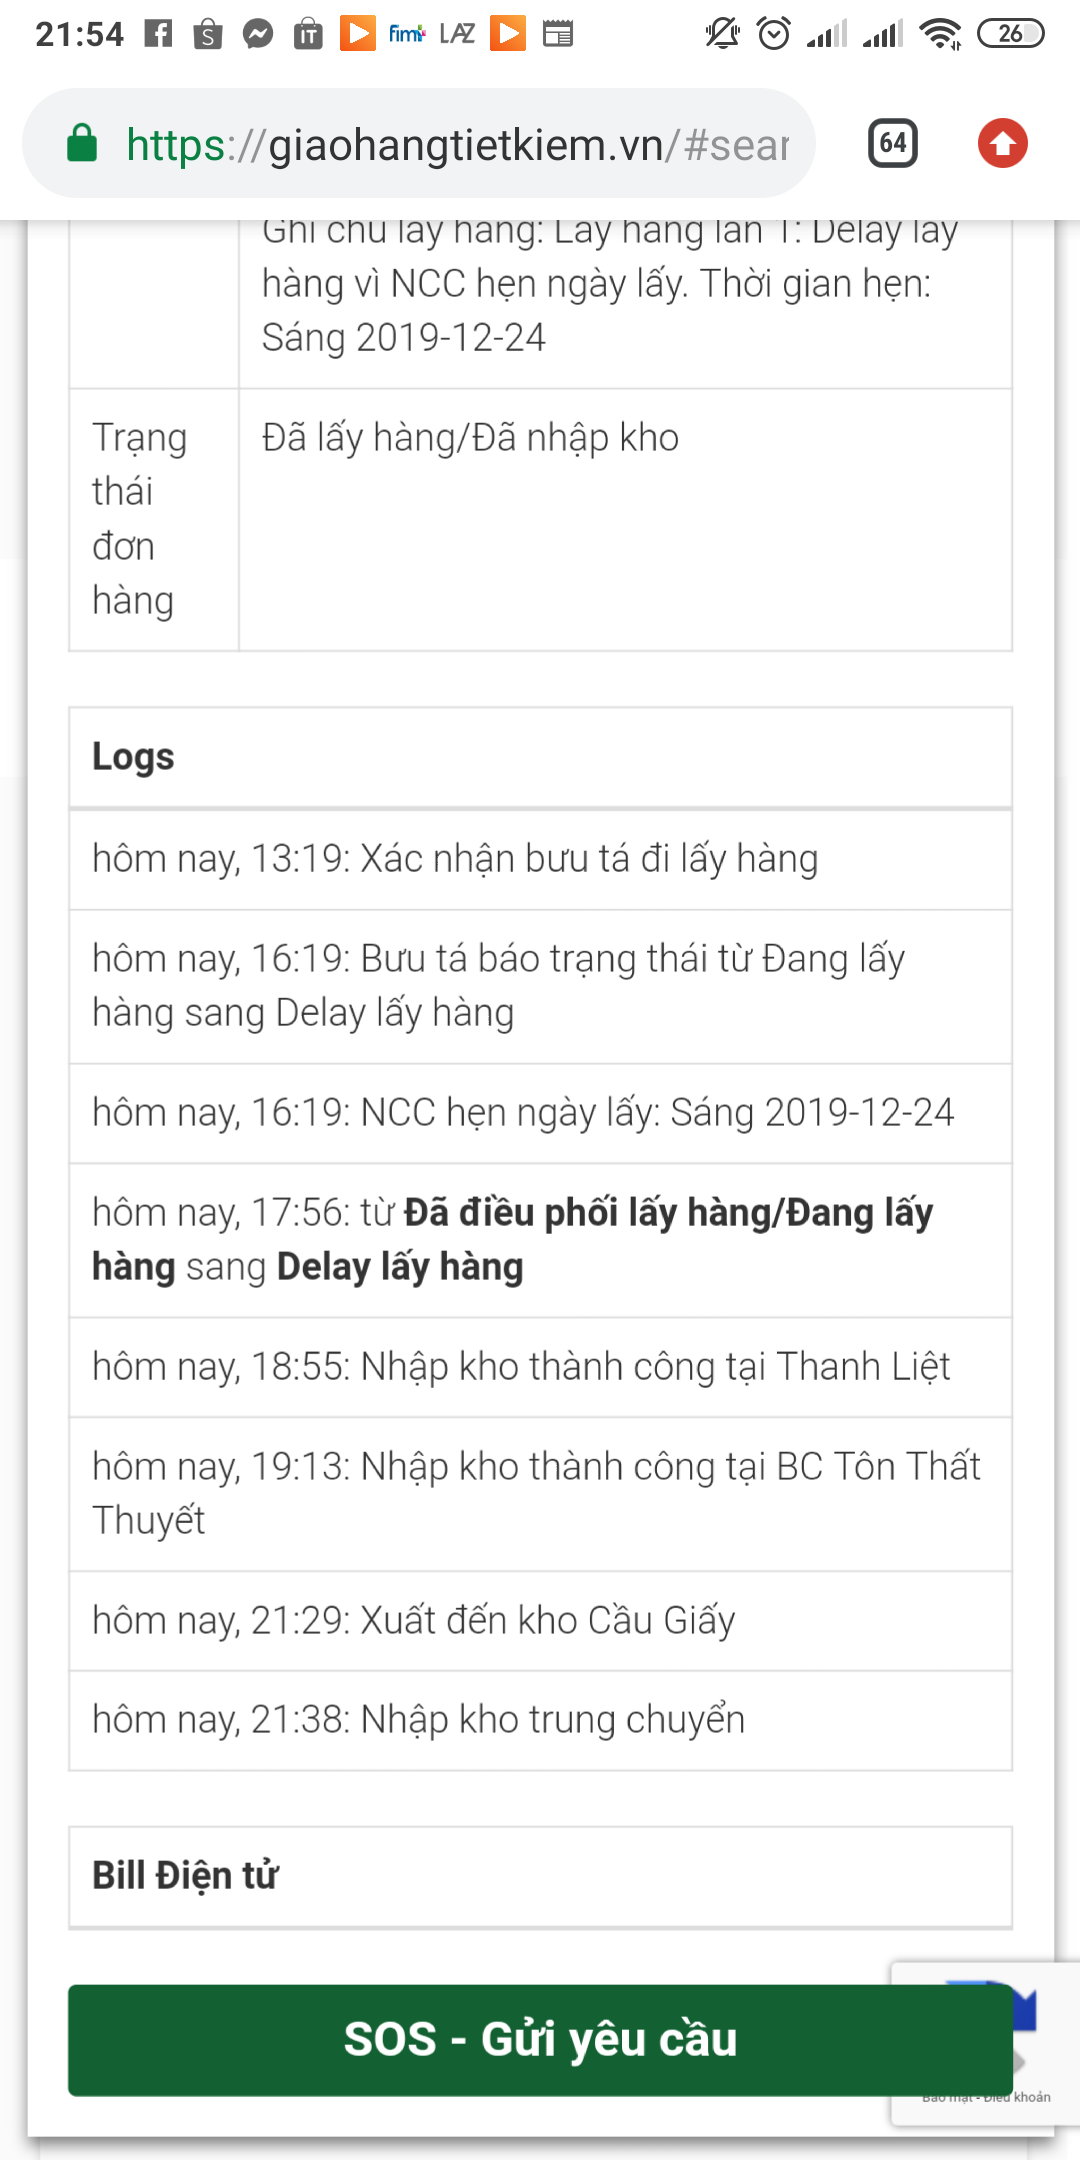 21:54
fim+
LAZ
26
https://giaohangtietkiem.vn/#sear
64
Ghi chú lấy hàng: Lấy hàng lần 1: Delay lấy
hàng vì NCC hẹn ngày lấy. Thời gian hẹn:
Sáng 2019-12-24
Trạng
thái
đơn
hàng
Đã lấy hàng/Đã nhập kho
Logs
hôm nay, 13:19: Xác nhận bưu tá đi lấy hàng
hôm nay, 16:19: Bưu tá báo trạng thái từ Đang lấy
hàng sang Delay lấy hàng
hôm nay, 16:19: NCC hẹn ngày lấy: Sáng 2019-12-24
hôm nay, 17:56: từ Đã điều phối lấy hàng/Đang lấy
hàng sang Delay lấy hàng
hôm nay, 18:55: Nhập kho thành công tại Thanh Liệt
hôm nay, 19:13: Nhập kho thành công tại BC Tôn Thất
Thuyết
hôm nay, 21:29: Xuất đến kho Cầu Giấy
hôm nay, 21:38: Nhập kho trung chuyển
Bill Điện tử
SOS - Gửi yêu cầu
Bảo mật - Điều khoản